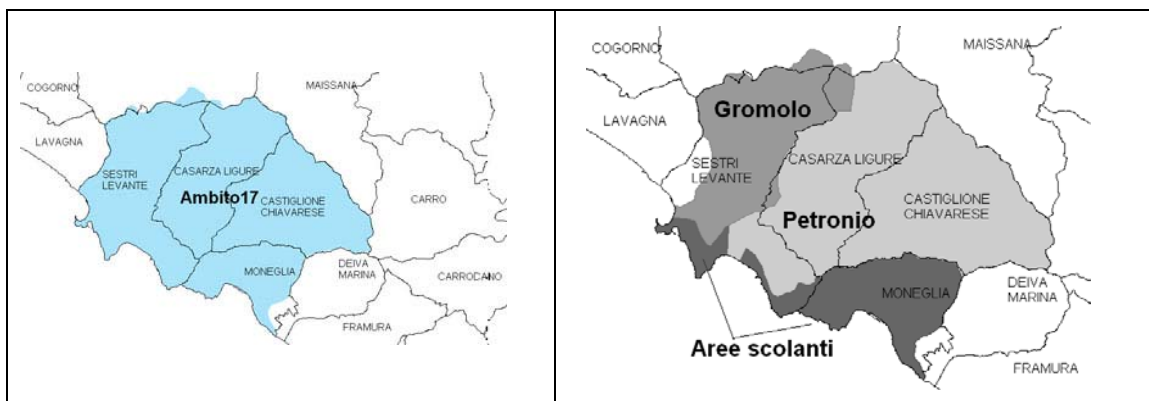 COGORNO
MAISSANA
LAVAGNA
SESTRI
LEVANTE
CASARZA LIGURE
Ambito17
CASTIGLIONE
CHIAVARESE
CARRO
MONEGLIA
DEIVA
MARINA
CARRODANO
FRAMURA
COGORNO
MAISSANA
Gromolo
LAVAGNA
SESTRI
LEVANTE
CASARZA LIGURE
CASTIGLIONE
CHIAVARESE
Petronio
DEIVA
MARINA
MONEGLIA
Aree scolanti
FRAMURA